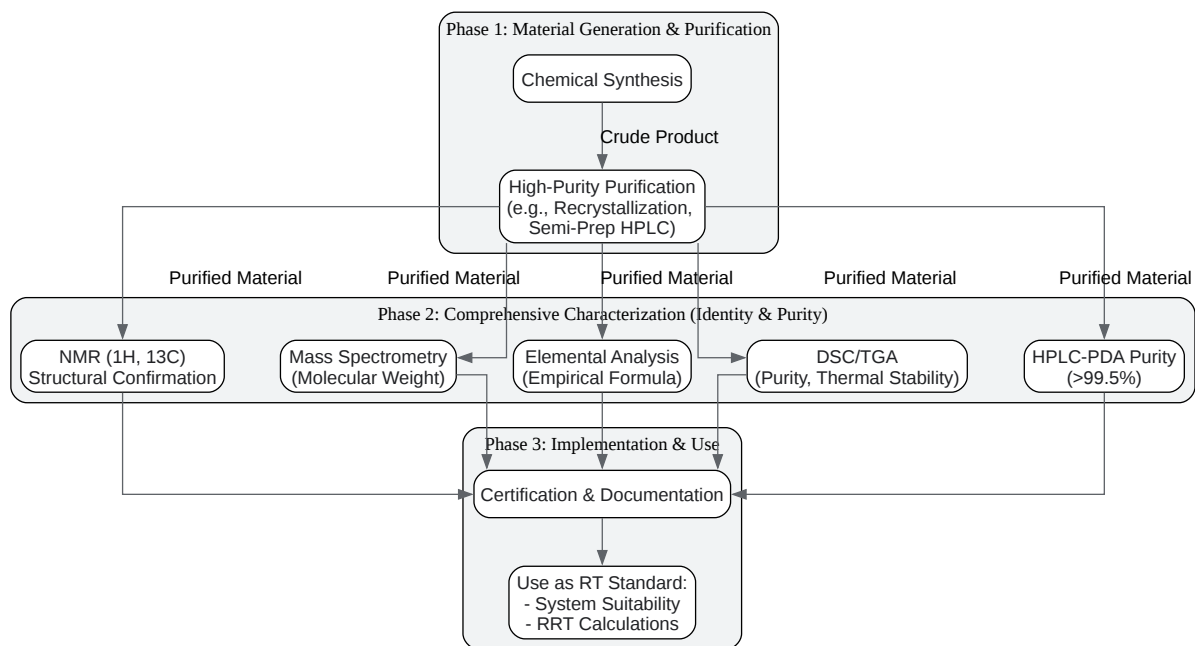 Phase 1: Material Generation & Purification
Chemical Synthesis
Crude Product
High-Purity Purification
(e.g., Recrystallization,
Semi-Prep HPLC)
Purified Material
Purified Material
Purified Material
Purified Material
Purified Material
Phase 2: Comprehensive Characterization (Identity & Purity)
NMR (1H, 13C)
Structural Confirmation
Mass Spectrometry
(Molecular Weight)
Elemental Analysis
(Empirical Formula)
DSC/TGA
(Purity, Thermal Stability)
HPLC-PDA Purity
(>99.5%)
Phase 3: Implementation & Use
Certification & Documentation
Use as RT Standard:
- System Suitability
- RRT Calculations